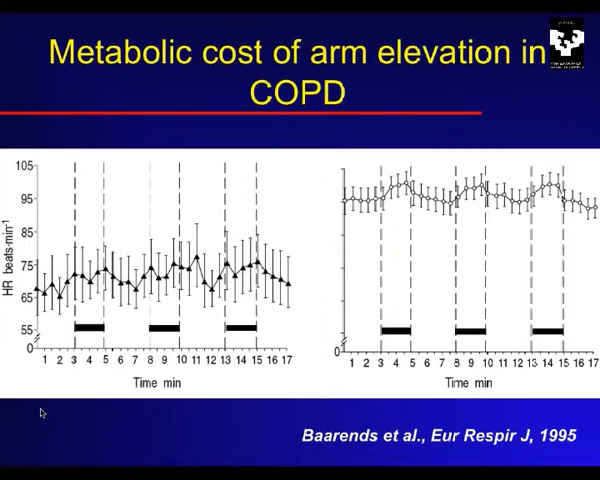 Metabolic cost of arm elevation in
COPD
105
95
85
75
65
55
0
HR beats·min-1
1 2 3 4 5 6 7 8 9 10 11 12 13 14 15 16 17
Time min
0
1 2 3 4 5 6 7 8 9 10 11 12 13 14 15 16 17
Time min
Baarends et al., Eur Respir J, 1995